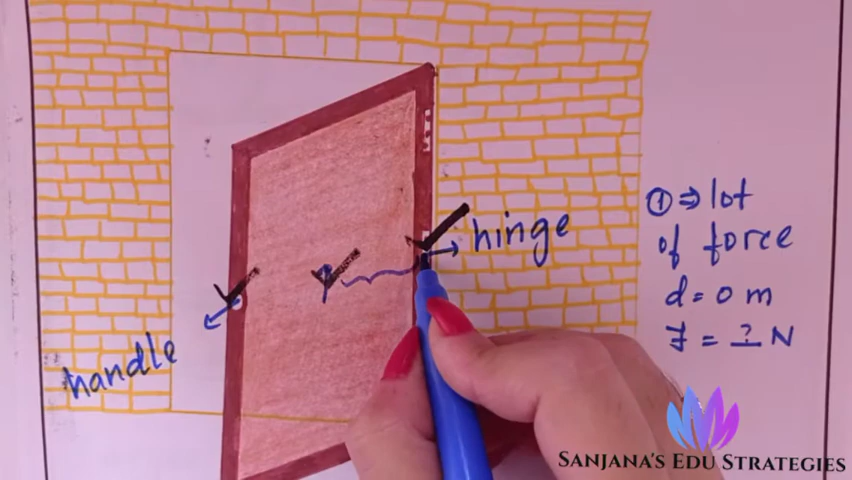 hinge
handle
① ⇒ lot
of force
d = 0 m
F = ? N
SANJANA'S EDU STRATEGIES